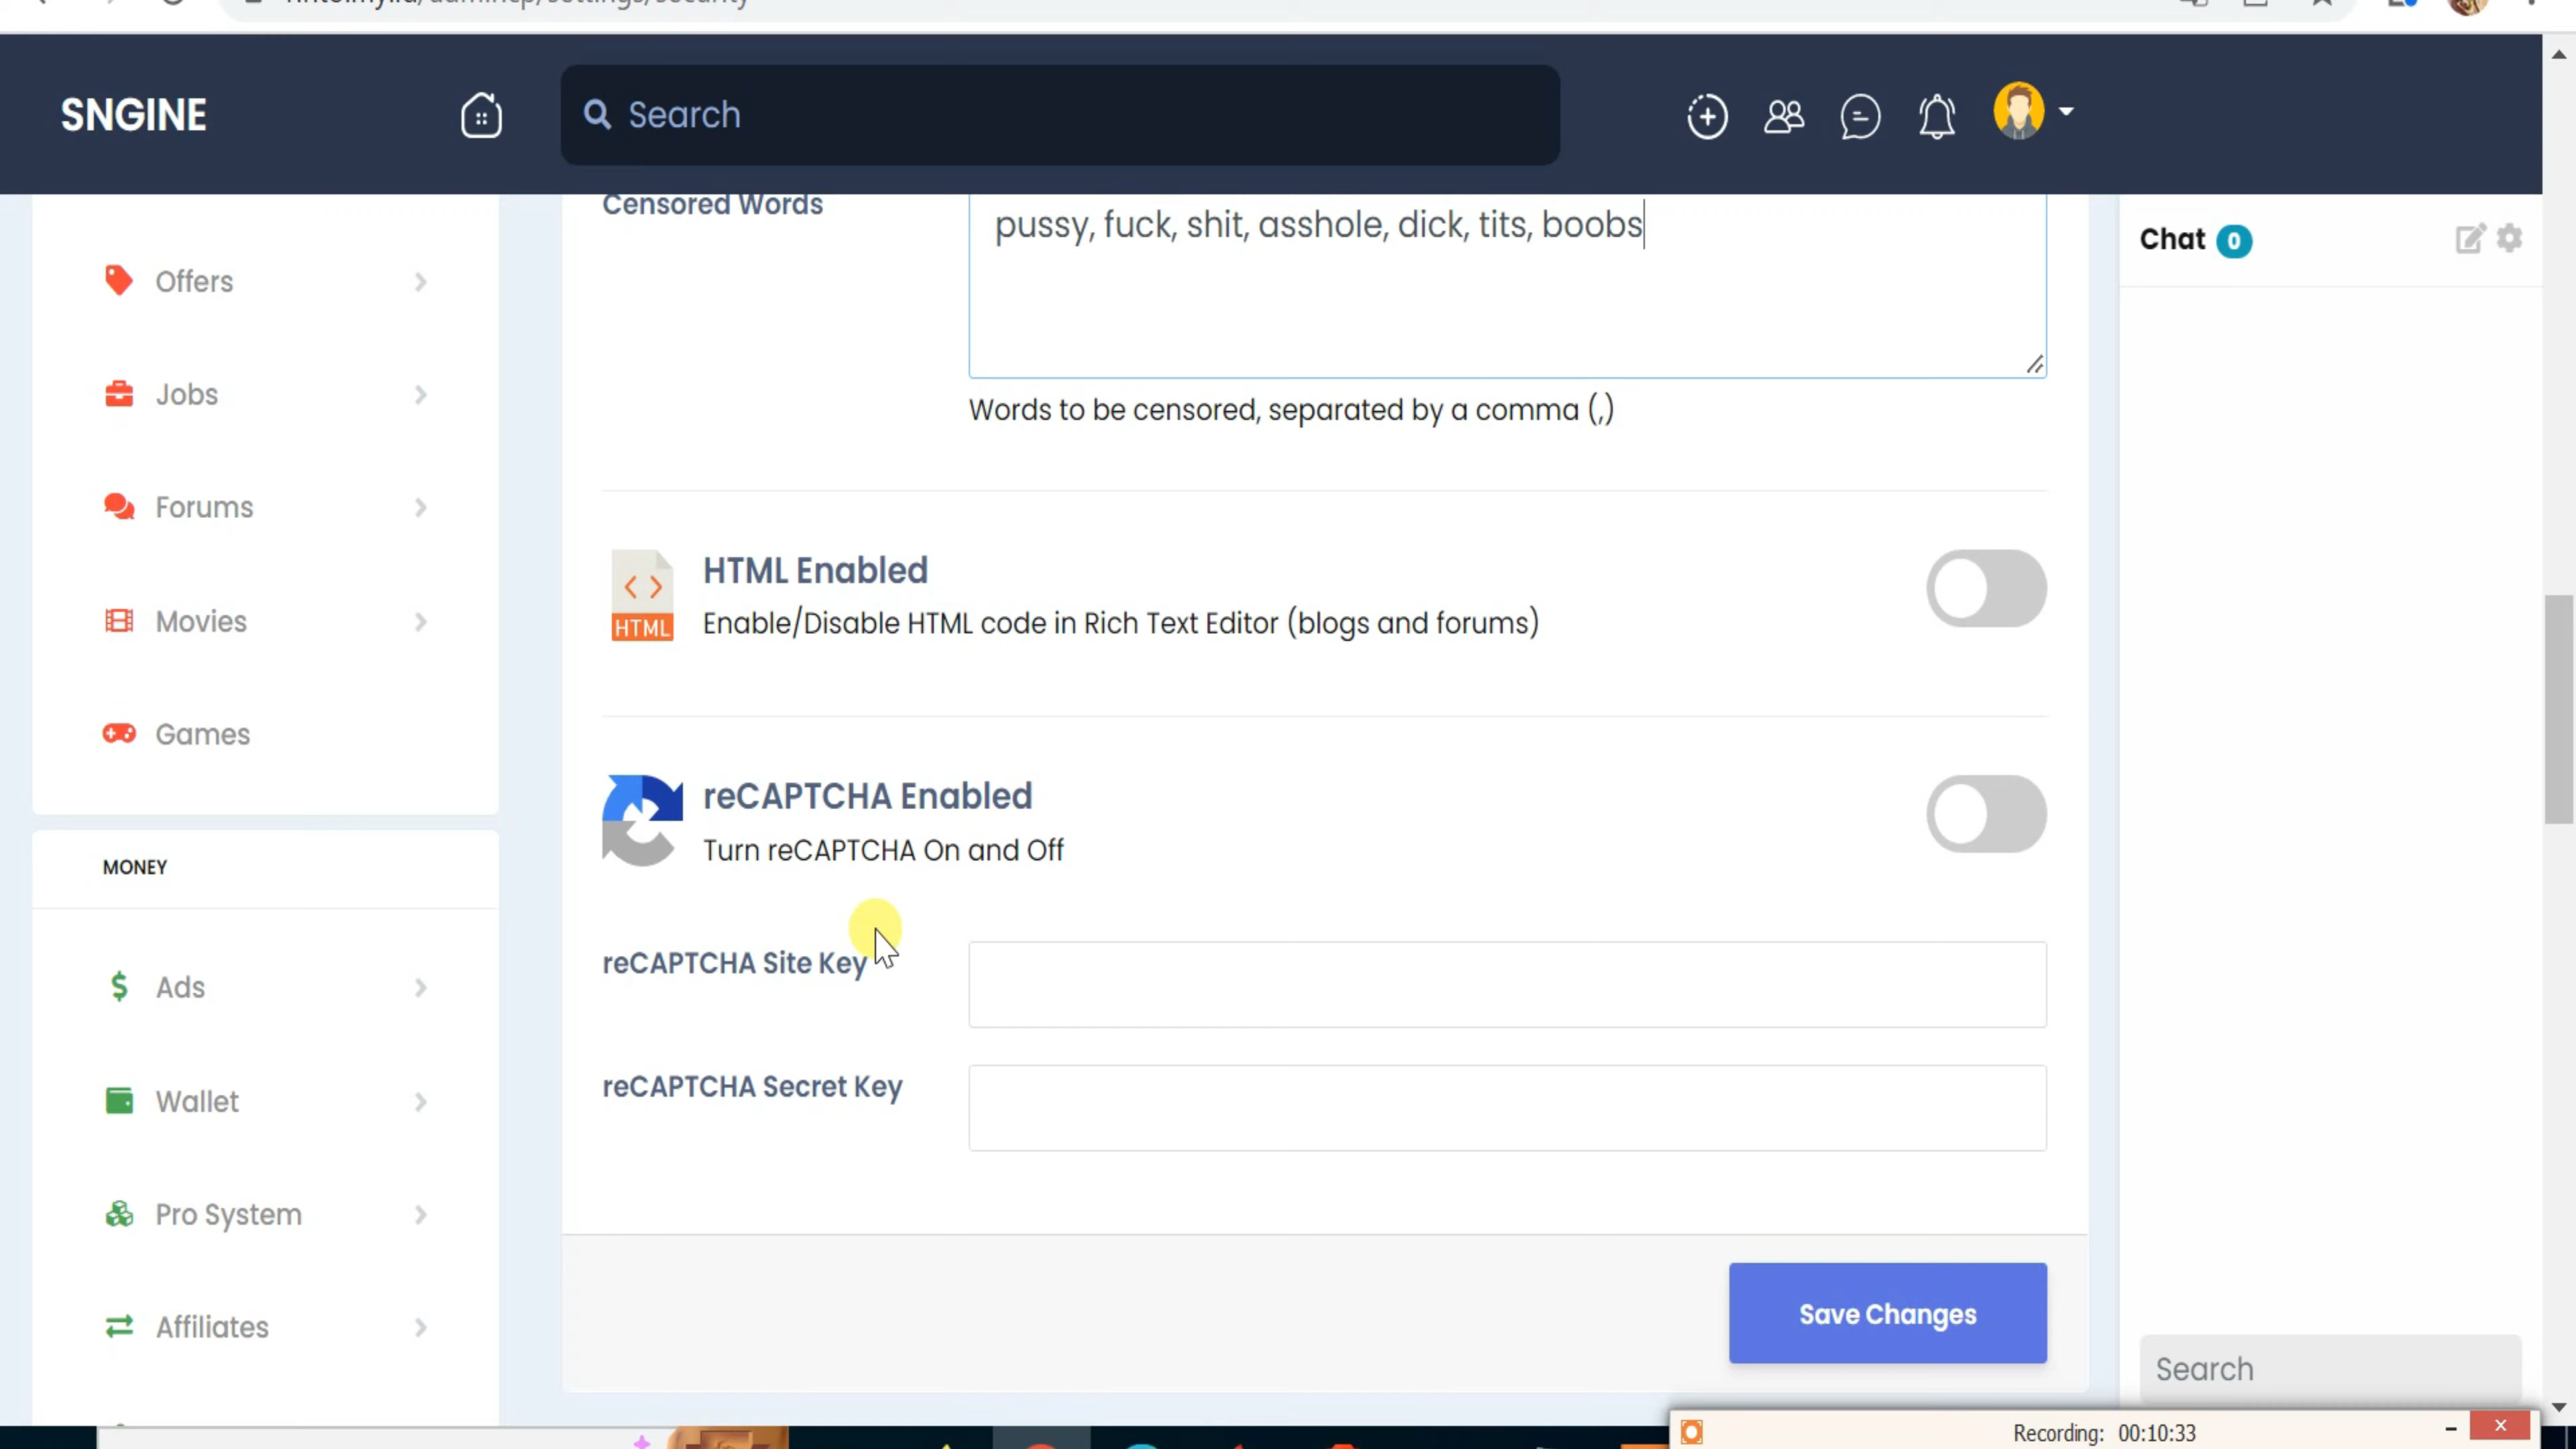 SNGINE
Search
Censored Words
pussy, fuck, shit, asshole, dick, tits, boobs
Words to be censored, separated by a comma (,)
Chat 0
Offers
Jobs
Forums
Movies
Games
HTML
HTML Enabled
Enable/Disable HTML code in Rich Text Editor (blogs and forums)
reCAPTCHA Enabled
Turn reCAPTCHA On and Off
reCAPTCHA Site Key
reCAPTCHA Secret Key
MONEY
Ads
Wallet
Pro System
Affiliates
Save Changes
Search
Recording: 00:10:33